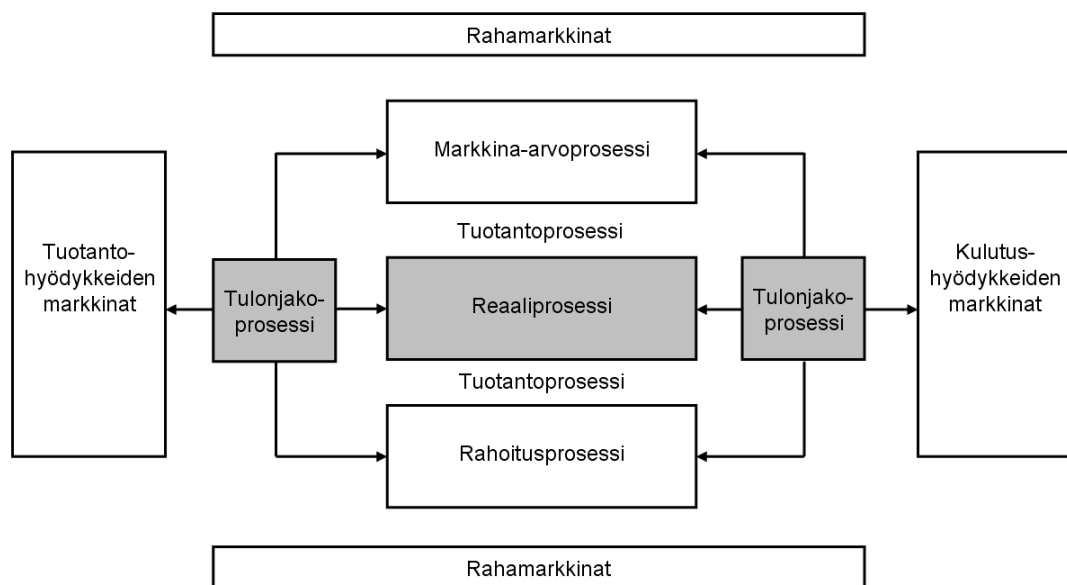 Rahamarkkinat
Markkina-arvoprosessi
Tuotantoprosessi
Tuotanto-
hyödykkeiden
markkinat
Tulonjako-
prosessi
Reaaliprosessi
Tulonjako-
prosessi
Kulutus-
hyödykkeiden
markkinat
Tuotantoprosessi
Rahoitusprosessi
Rahamarkkinat